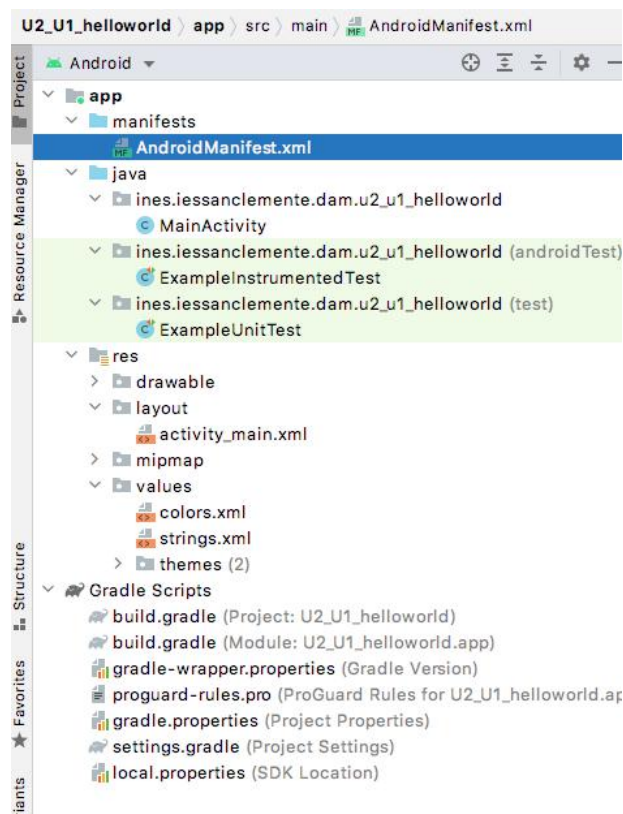 U2_U1_helloworld app src main AndroidManifest.xml
Android
app
manifests
AndroidManifest.xml
java
ines.iessanclemente.dam.u2_u1_helloworld
MainActivity
ines.iessanclemente.dam.u2_u1_helloworld (androidTest)
ExampleInstrumentedTest
ines.iessanclemente.dam.u2_u1_helloworld (test)
ExampleUnitTest
res
drawable
layout
activity_main.xml
mipmap
values
colors.xml
strings.xml
themes (2)
Gradle Scripts
build.gradle (Project: U2_U1_helloworld)
build.gradle (Module: U2_U1_helloworld.app)
gradle-wrapper.properties (Gradle Version)
proguard-rules.pro (ProGuard Rules for U2_U1_helloworld.ap
gradle.properties (Project Properties)
settings.gradle (Project Settings)
local.properties (SDK Location)
Project
Resource Manager
Structure
Favorites
iants